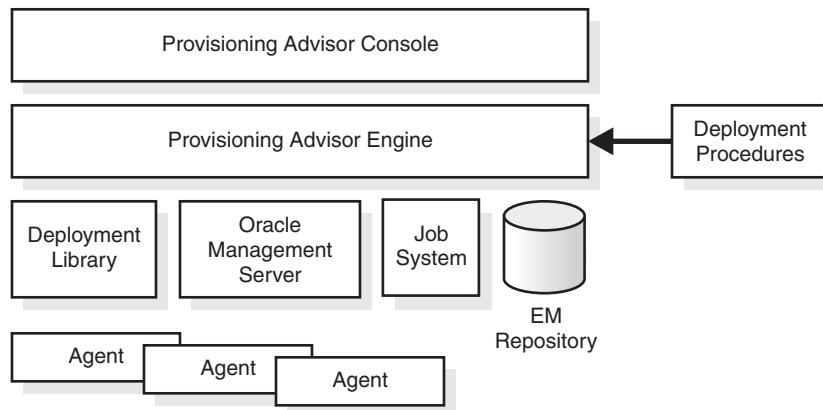 Provisioning Advisor Console
Provisioning Advisor Engine
Deployment
Procedures
Deployment
Library
Oracle
Management
Server
Job
System
EM
Repository
Agent
Agent
Agent